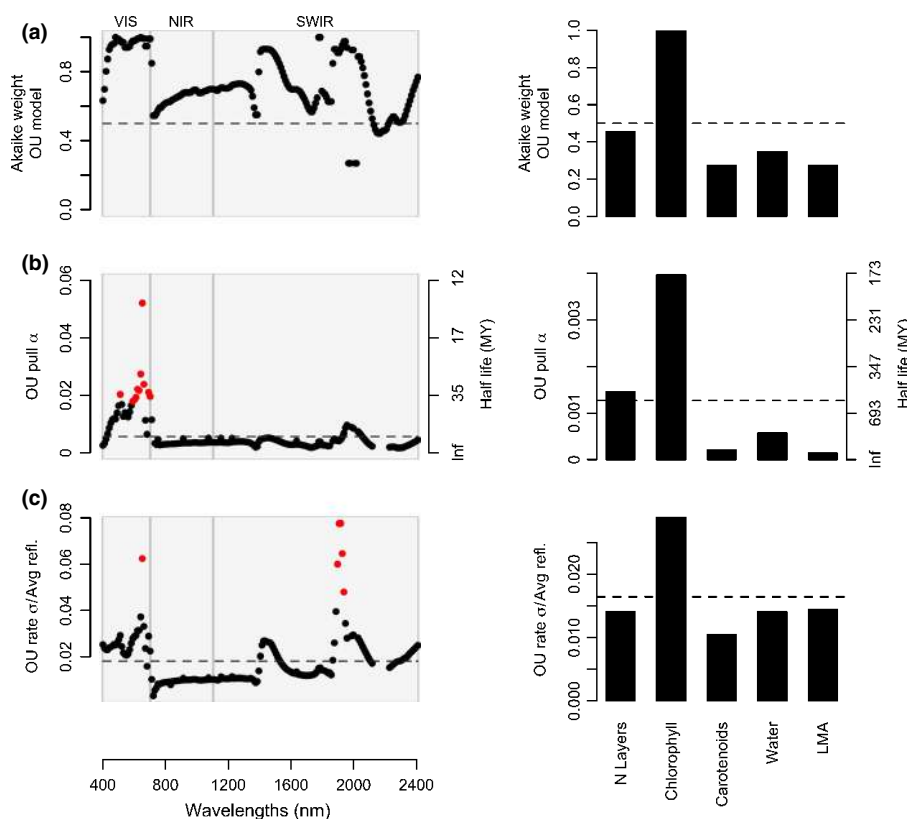 VIS NIR SWIR
(a)
Akaike weight
OU model
0.0 0.4 0.8
Akaike weight
OU model
0.0 0.2 0.4 0.6 0.8 1.0
(b)
OU pull α
0 0.02 0.04 0.06
Half life (MY)
Inf 35 17 12
OU pull α
0 0.001 0.003
Half life (MY)
Inf 693 347 231 173
(c)
OU rate σ/Avg refl.
0.02 0.04 0.06 0.08
OU rate σ/Avg refl.
0.000 0.010 0.020
400 800 1200 1600 2000 2400
Wavelengths (nm)
N Layers
Chlorophyll
Carotenoids
Water
LMA